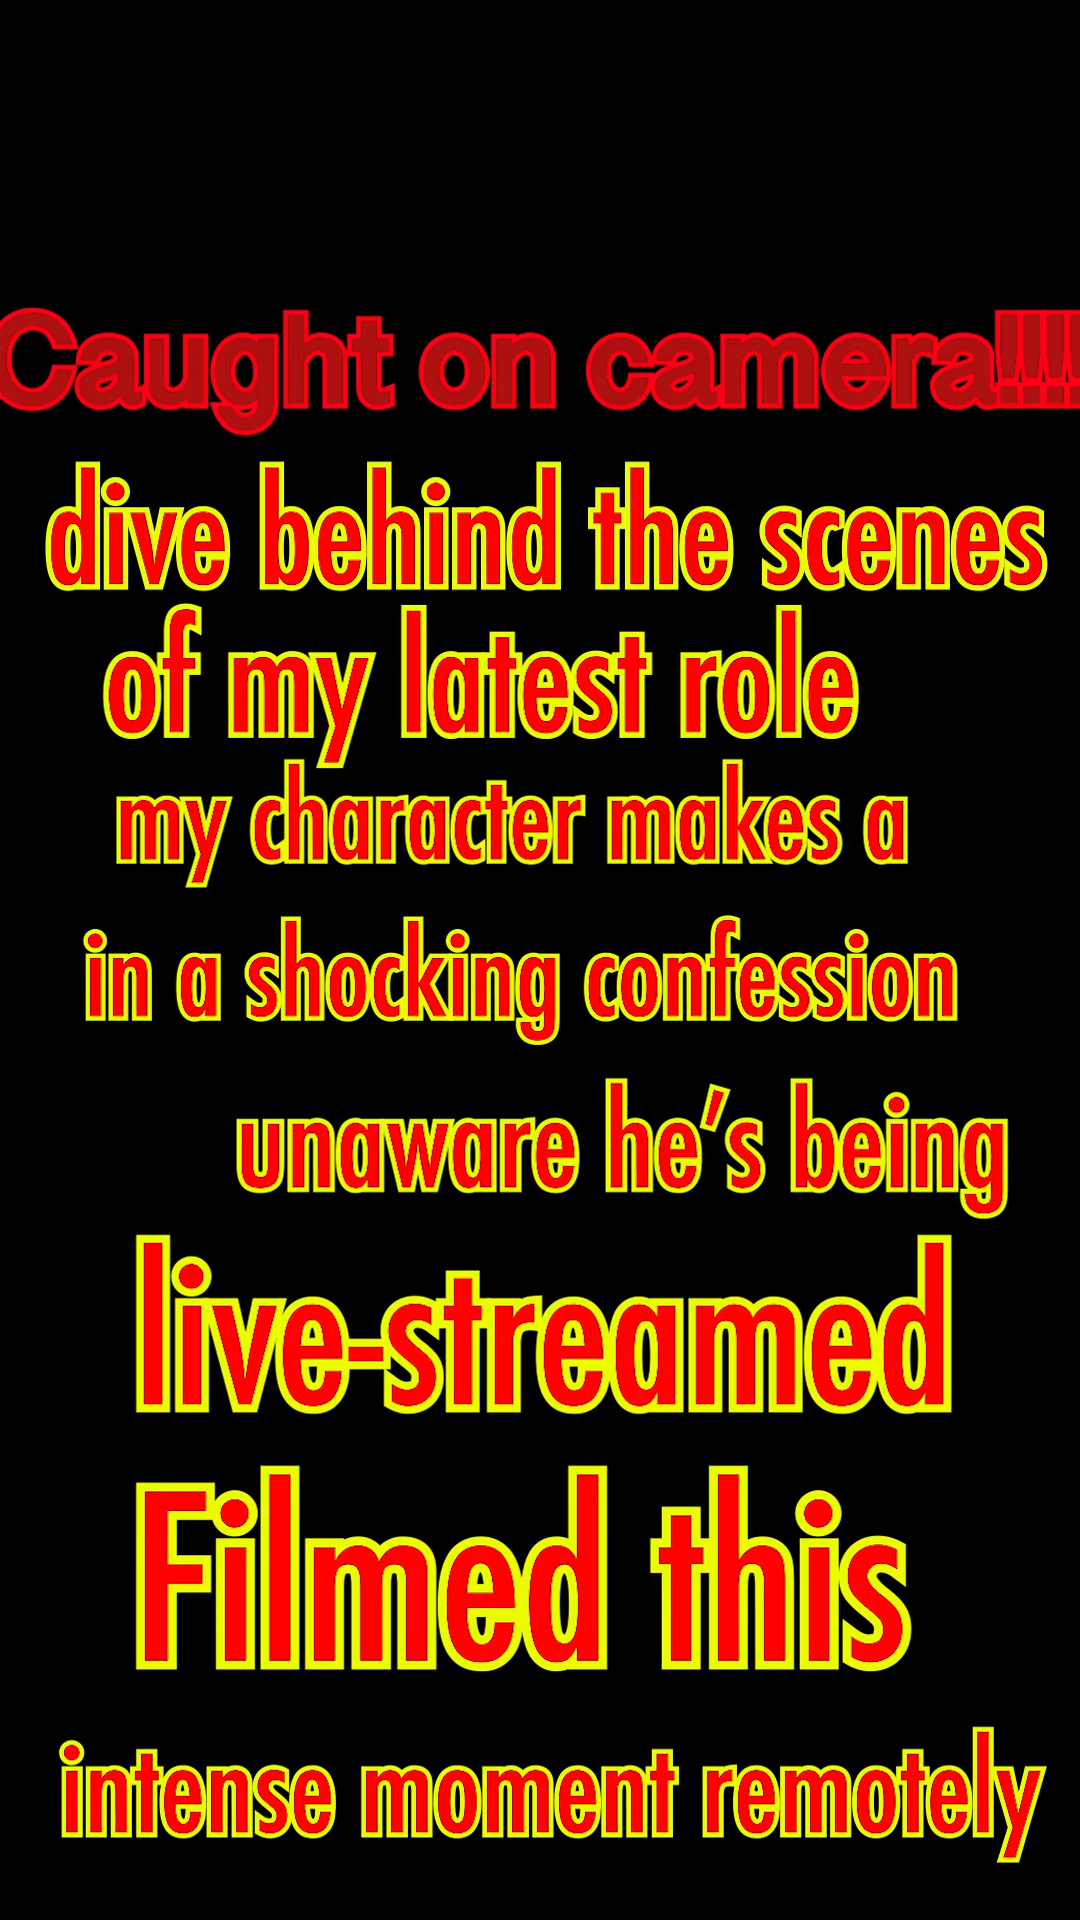 Caught on camera!!!!
dive behind the scenes
of my latest role
my character makes a
in a shocking confession
unaware he's being
live-streamed
Filmed this
intense moment remotely